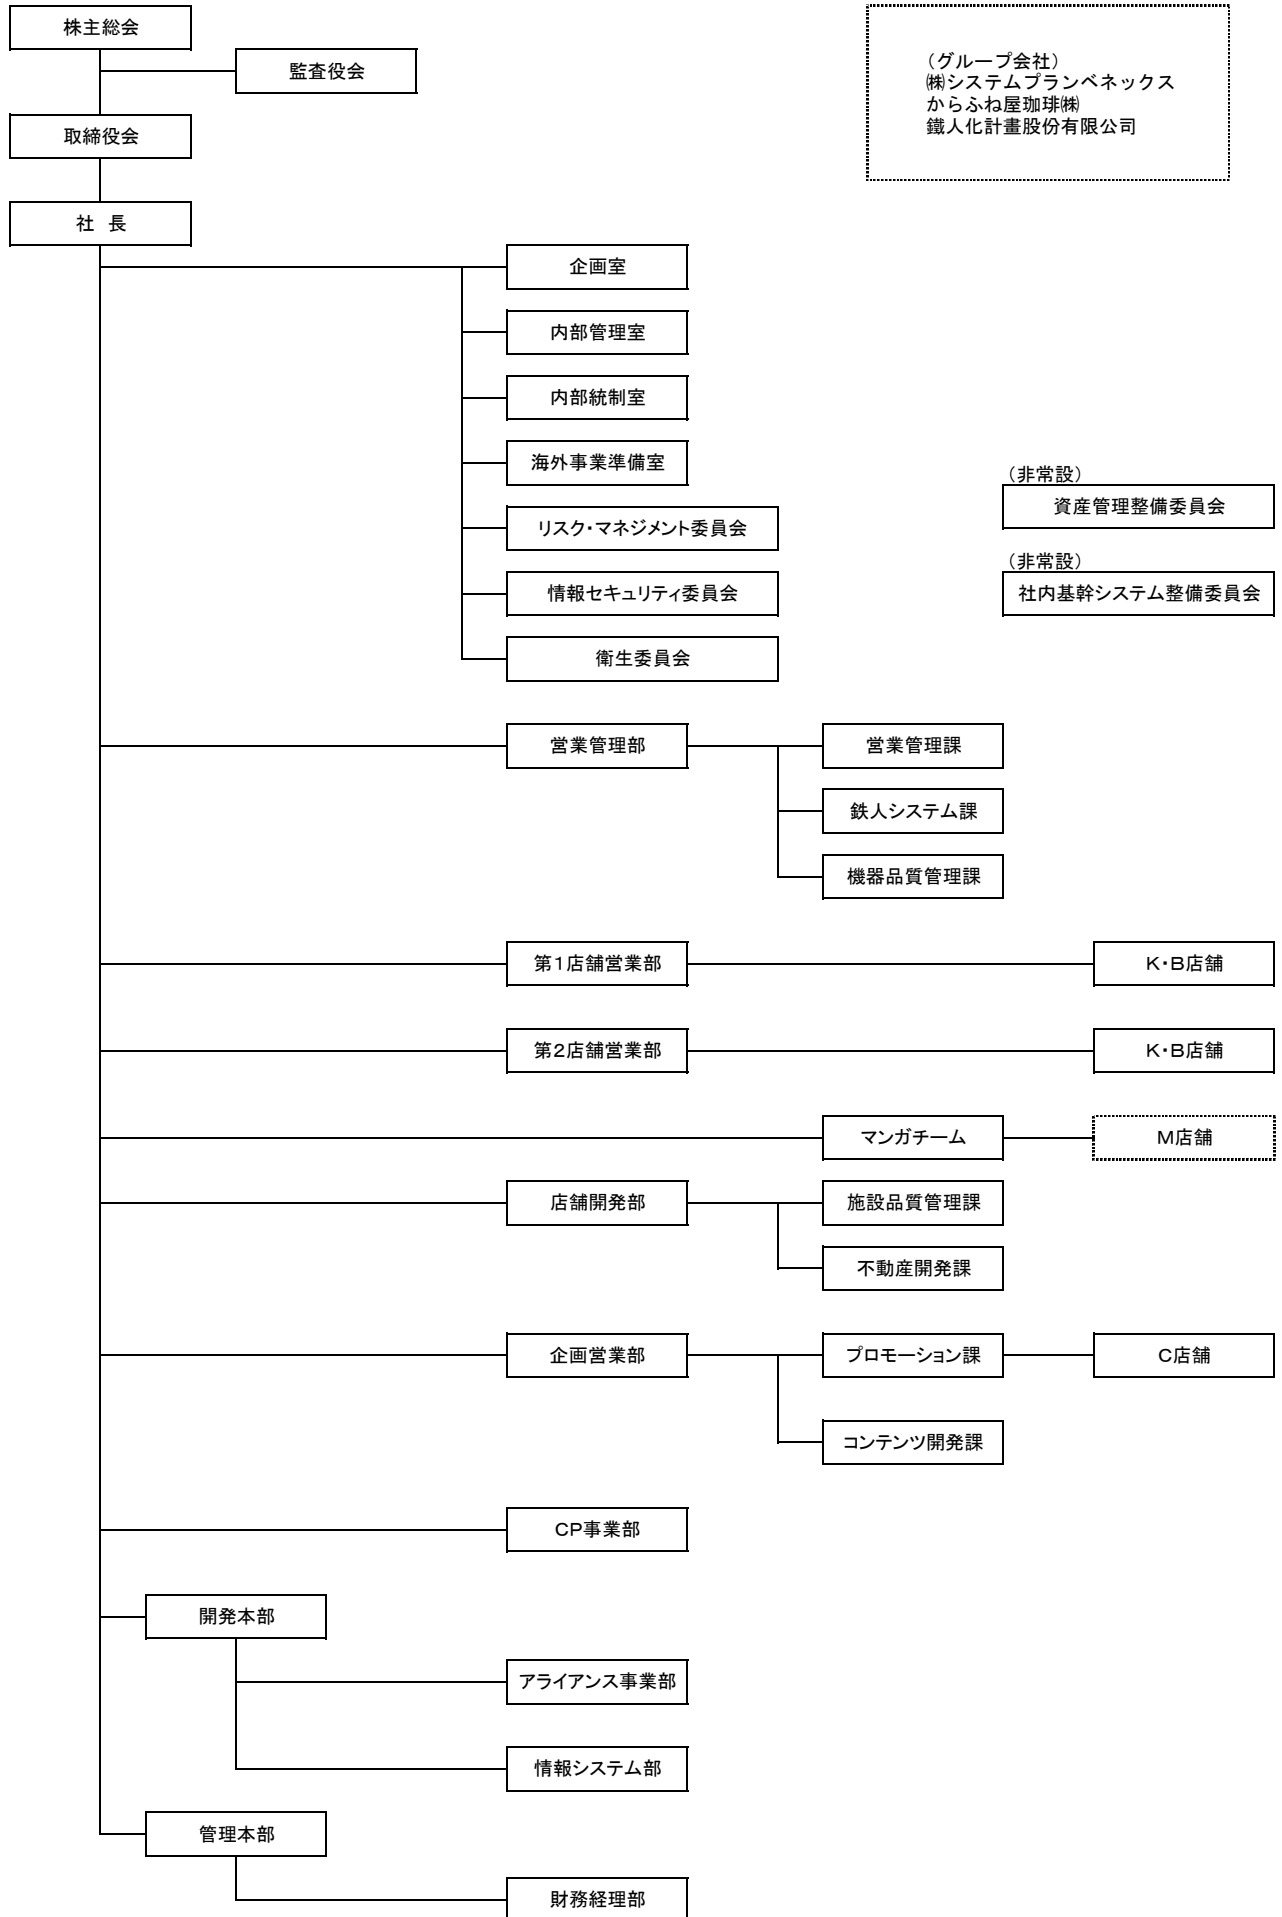 株主総会
（グループ会社）
㈱システムプランベネックス
からふね屋珈琲㈱
鐵人化計畫股份有限公司
監査役会
取締役会
社 長
企画室
内部管理室
内部統制室
海外事業準備室
（非常設）
資産管理整備委員会
リスク・マネジメント委員会
（非常設）
社内基幹システム整備委員会
情報セキュリティ委員会
衛生委員会
営業管理部
営業管理課
鉄人システム課
機器品質管理課
第１店舗営業部
Ｋ・Ｂ店舗
第２店舗営業部
Ｋ・Ｂ店舗
マンガチーム
Ｍ店舗
店舗開発部
施設品質管理課
不動産開発課
企画営業部
プロモーション課
Ｃ店舗
コンテンツ開発課
ＣＰ事業部
開発本部
アライアンス事業部
情報システム部
管理本部
財務経理部